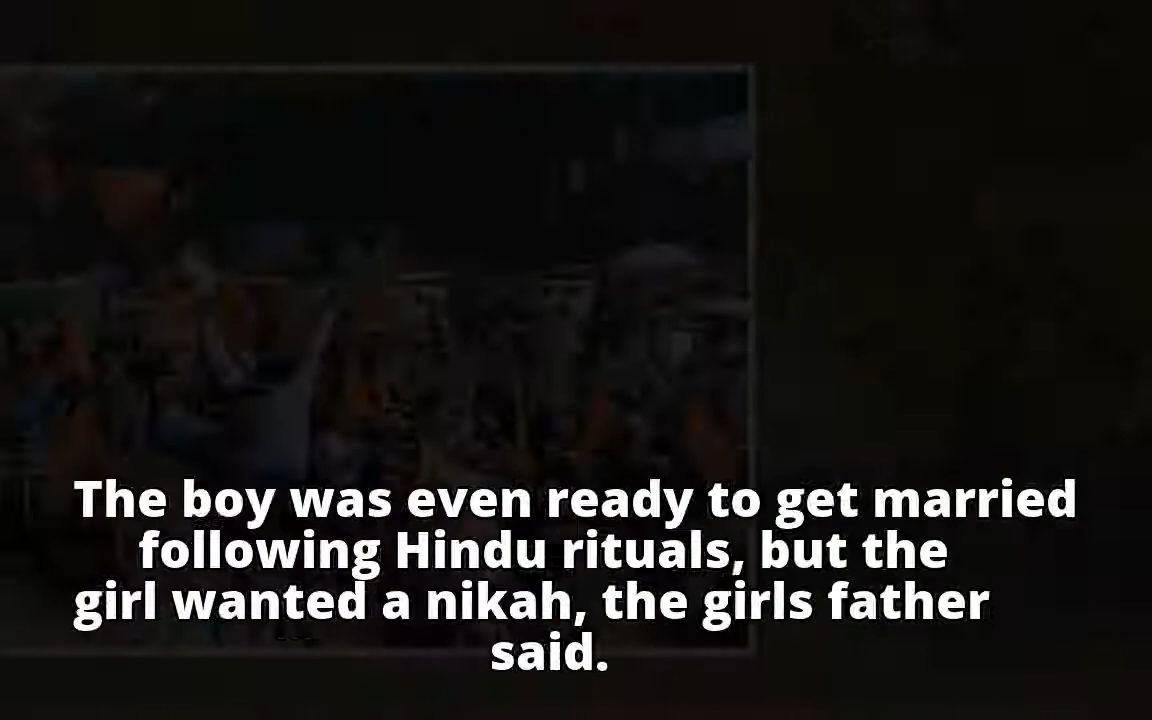 The boy was even ready to get married
following Hindu rituals, but the
girl wanted a nikah, the girls father
said.